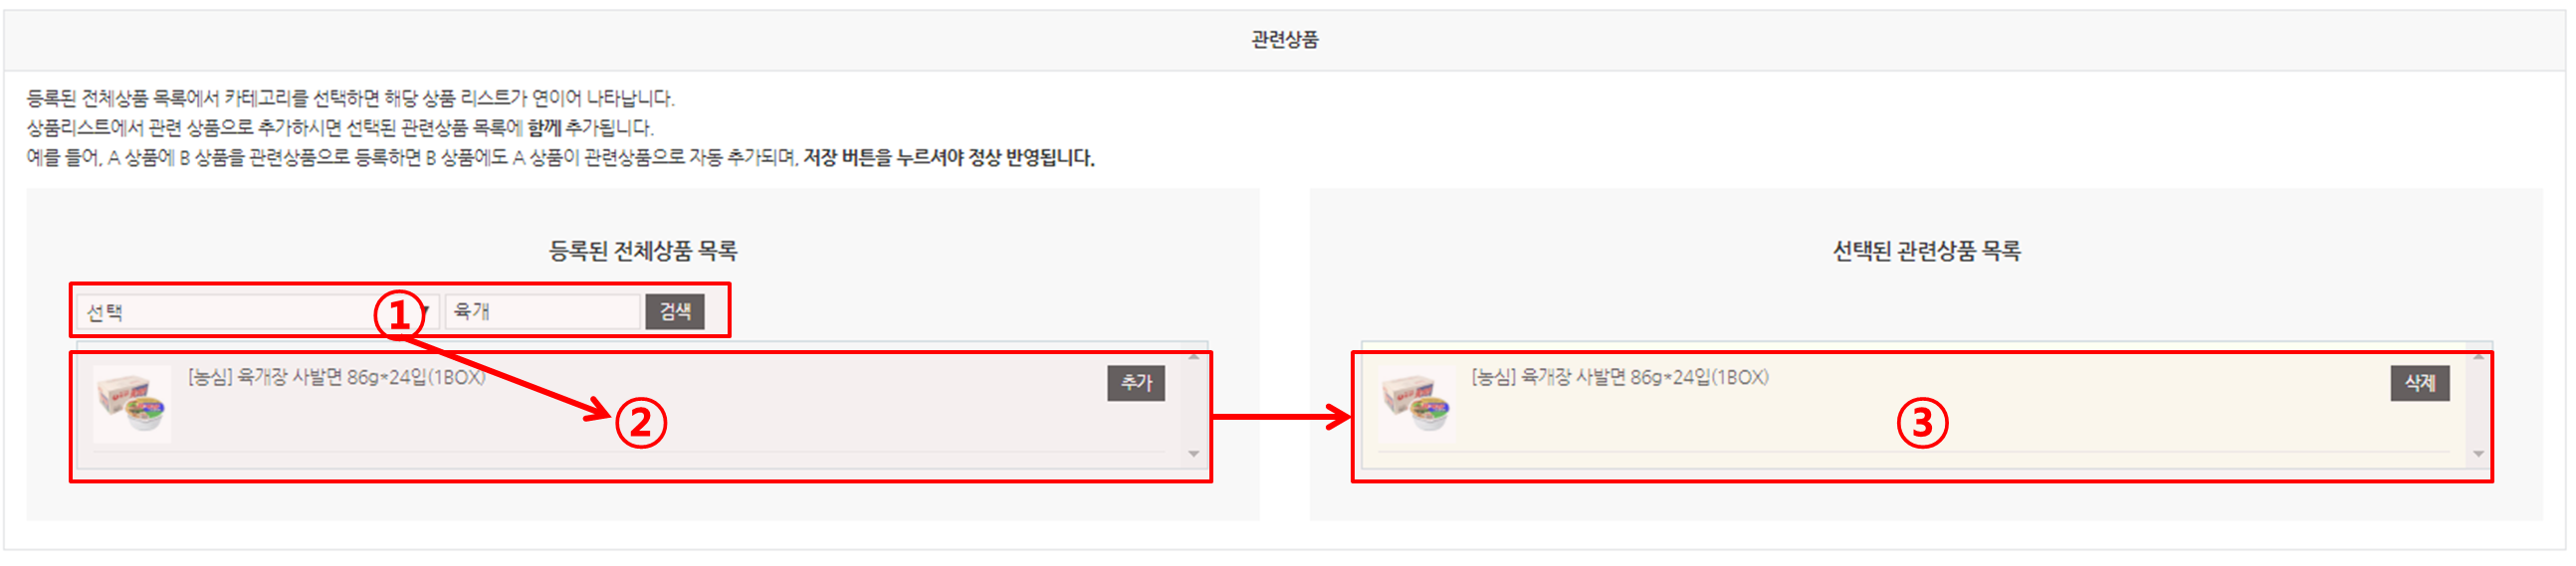 관련상품
등록된 전체상품 목록에서 카테고리를 선택하면 해당 상품 리스트가 연이어 나타납니다.
상품리스트에서 관련 상품으로 추가하시면 선택된 관련상품 목록에 함께 추가됩니다.
예를 들어, A 상품에 B 상품을 관련상품으로 등록하면 B 상품에도 A 상품이 관련상품으로 자동 추가되며, 저장 버튼을 누르셔야 정상 반영됩니다.
등록된 전체상품 목록
선택 ① 육개 검색
[농심] 육개장 사발면 86g*24입(1BOX) 추가
②
선택된 관련상품 목록
[농심] 육개장 사발면 86g*24입(1BOX) 삭제
③